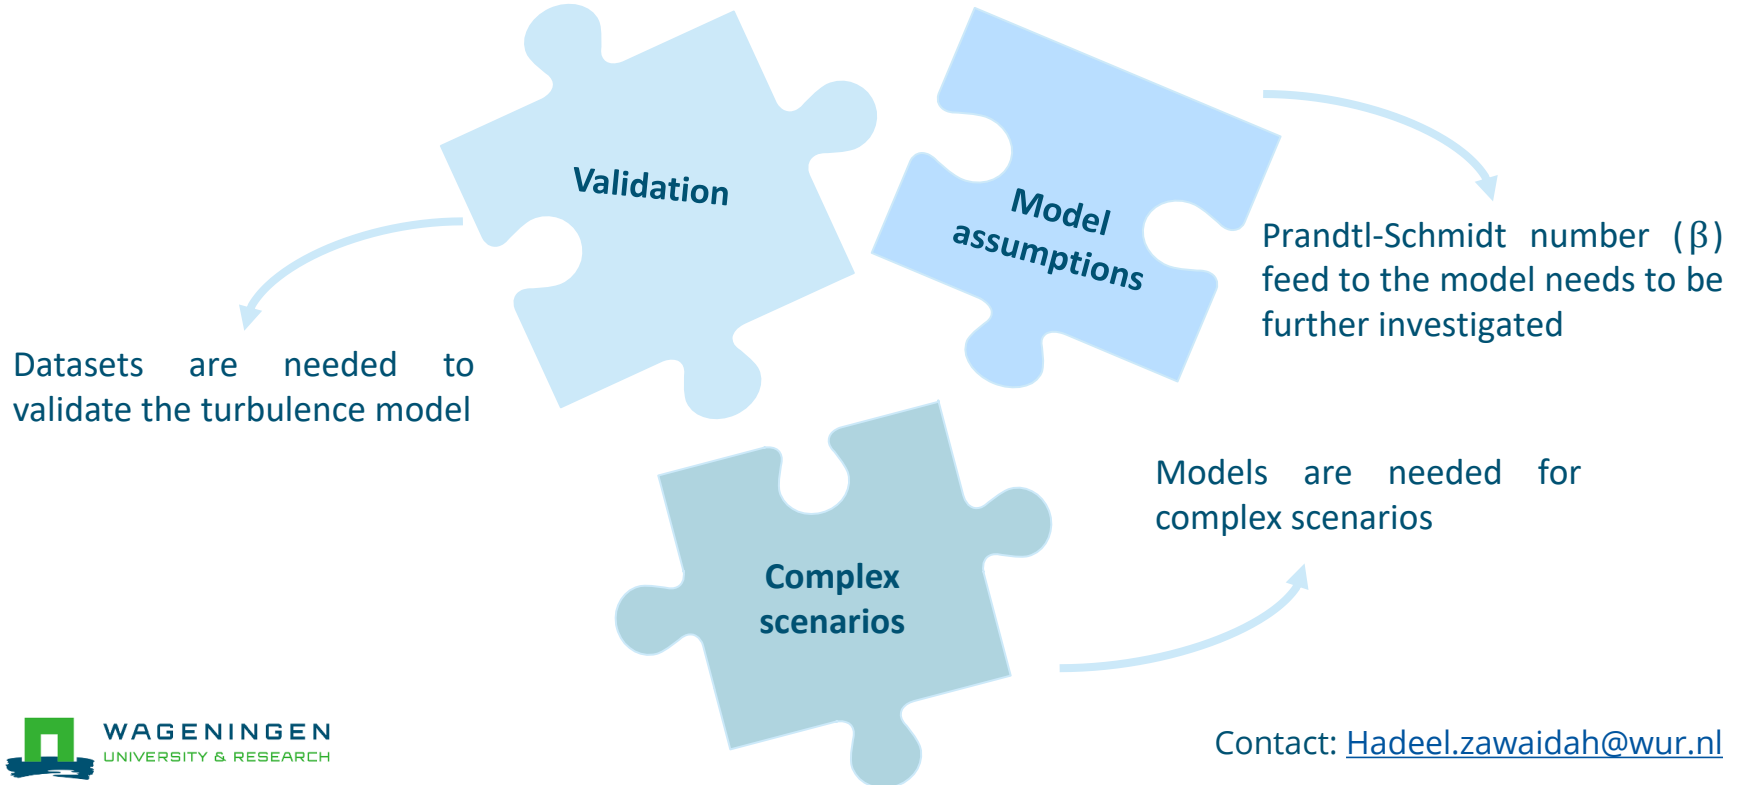 Validation
Model
assumptions
Prandtl-Schmidt number (β)
feed to the model needs to be
further investigated
Datasets are needed to
validate the turbulence model
Models are needed for
complex scenarios
Complex
scenarios
WAGENINGEN
UNIVERSITY & RESEARCH
Contact: Hadeel.zawaidah@wur.nl